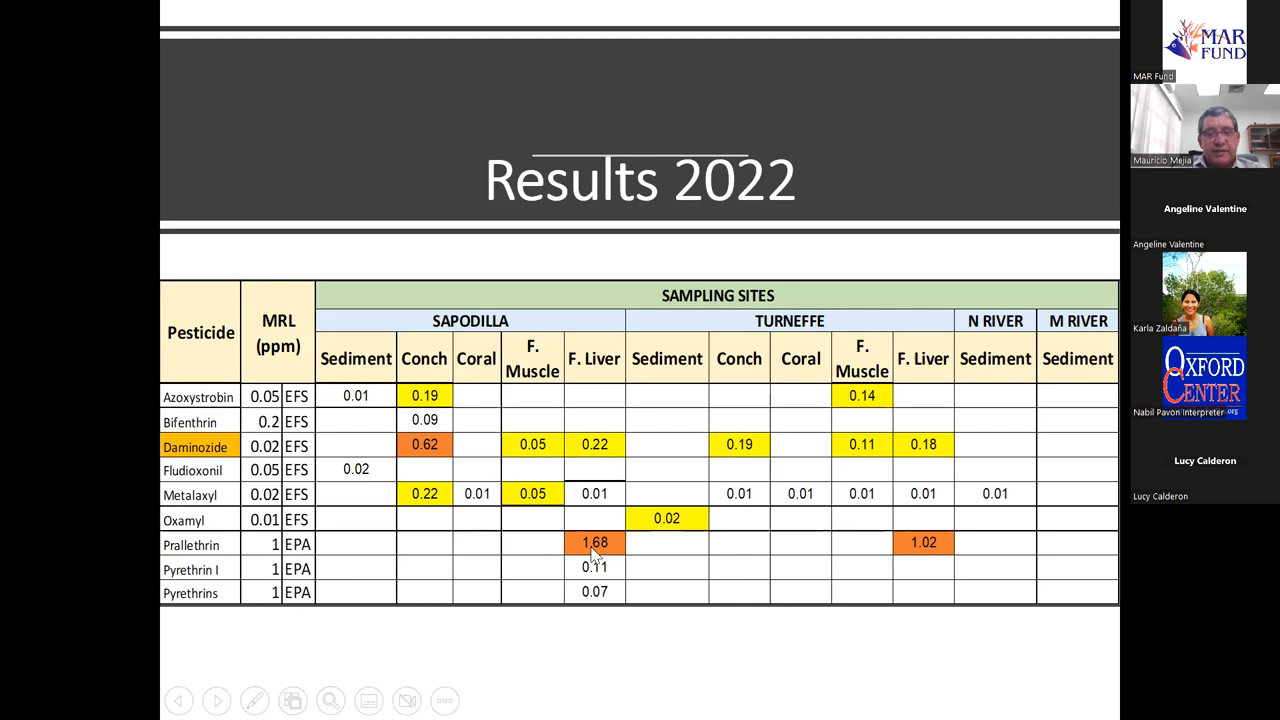 Results 2022
SAMPLING SITES
Pesticide MRL (ppm) SAPODILLA TURNEFFE N RIVER M RIVER
Sediment Conch Coral F. Muscle F. Liver Sediment Conch Coral F. Muscle F. Liver Sediment Sediment
Azoxystrobin 0.05 EFS 0.01 0.19 0.14
Bifenthrin 0.2 EFS 0.09
Daminozide 0.02 EFS 0.62 0.05 0.22 0.19 0.11 0.18
Fludioxonil 0.05 EFS 0.02
Metalaxyl 0.02 EFS 0.22 0.01 0.05 0.01 0.01 0.01 0.01 0.01 0.01
Oxamyl 0.01 EFS 0.02
Prallethrin 1 EPA 1.68 1.02
Pyrethrin I 1 EPA 0.11
Pyrethrins 1 EPA 0.07
MAR
FUND
MAR Fund
Mauricio Mejia
Angeline Valentine
Angeline Valentine
Karla Zaldaña
OXFORD
CENTER
.org
Nabil Pavon Interpreter
Lucy Calderon
Lucy Calderon